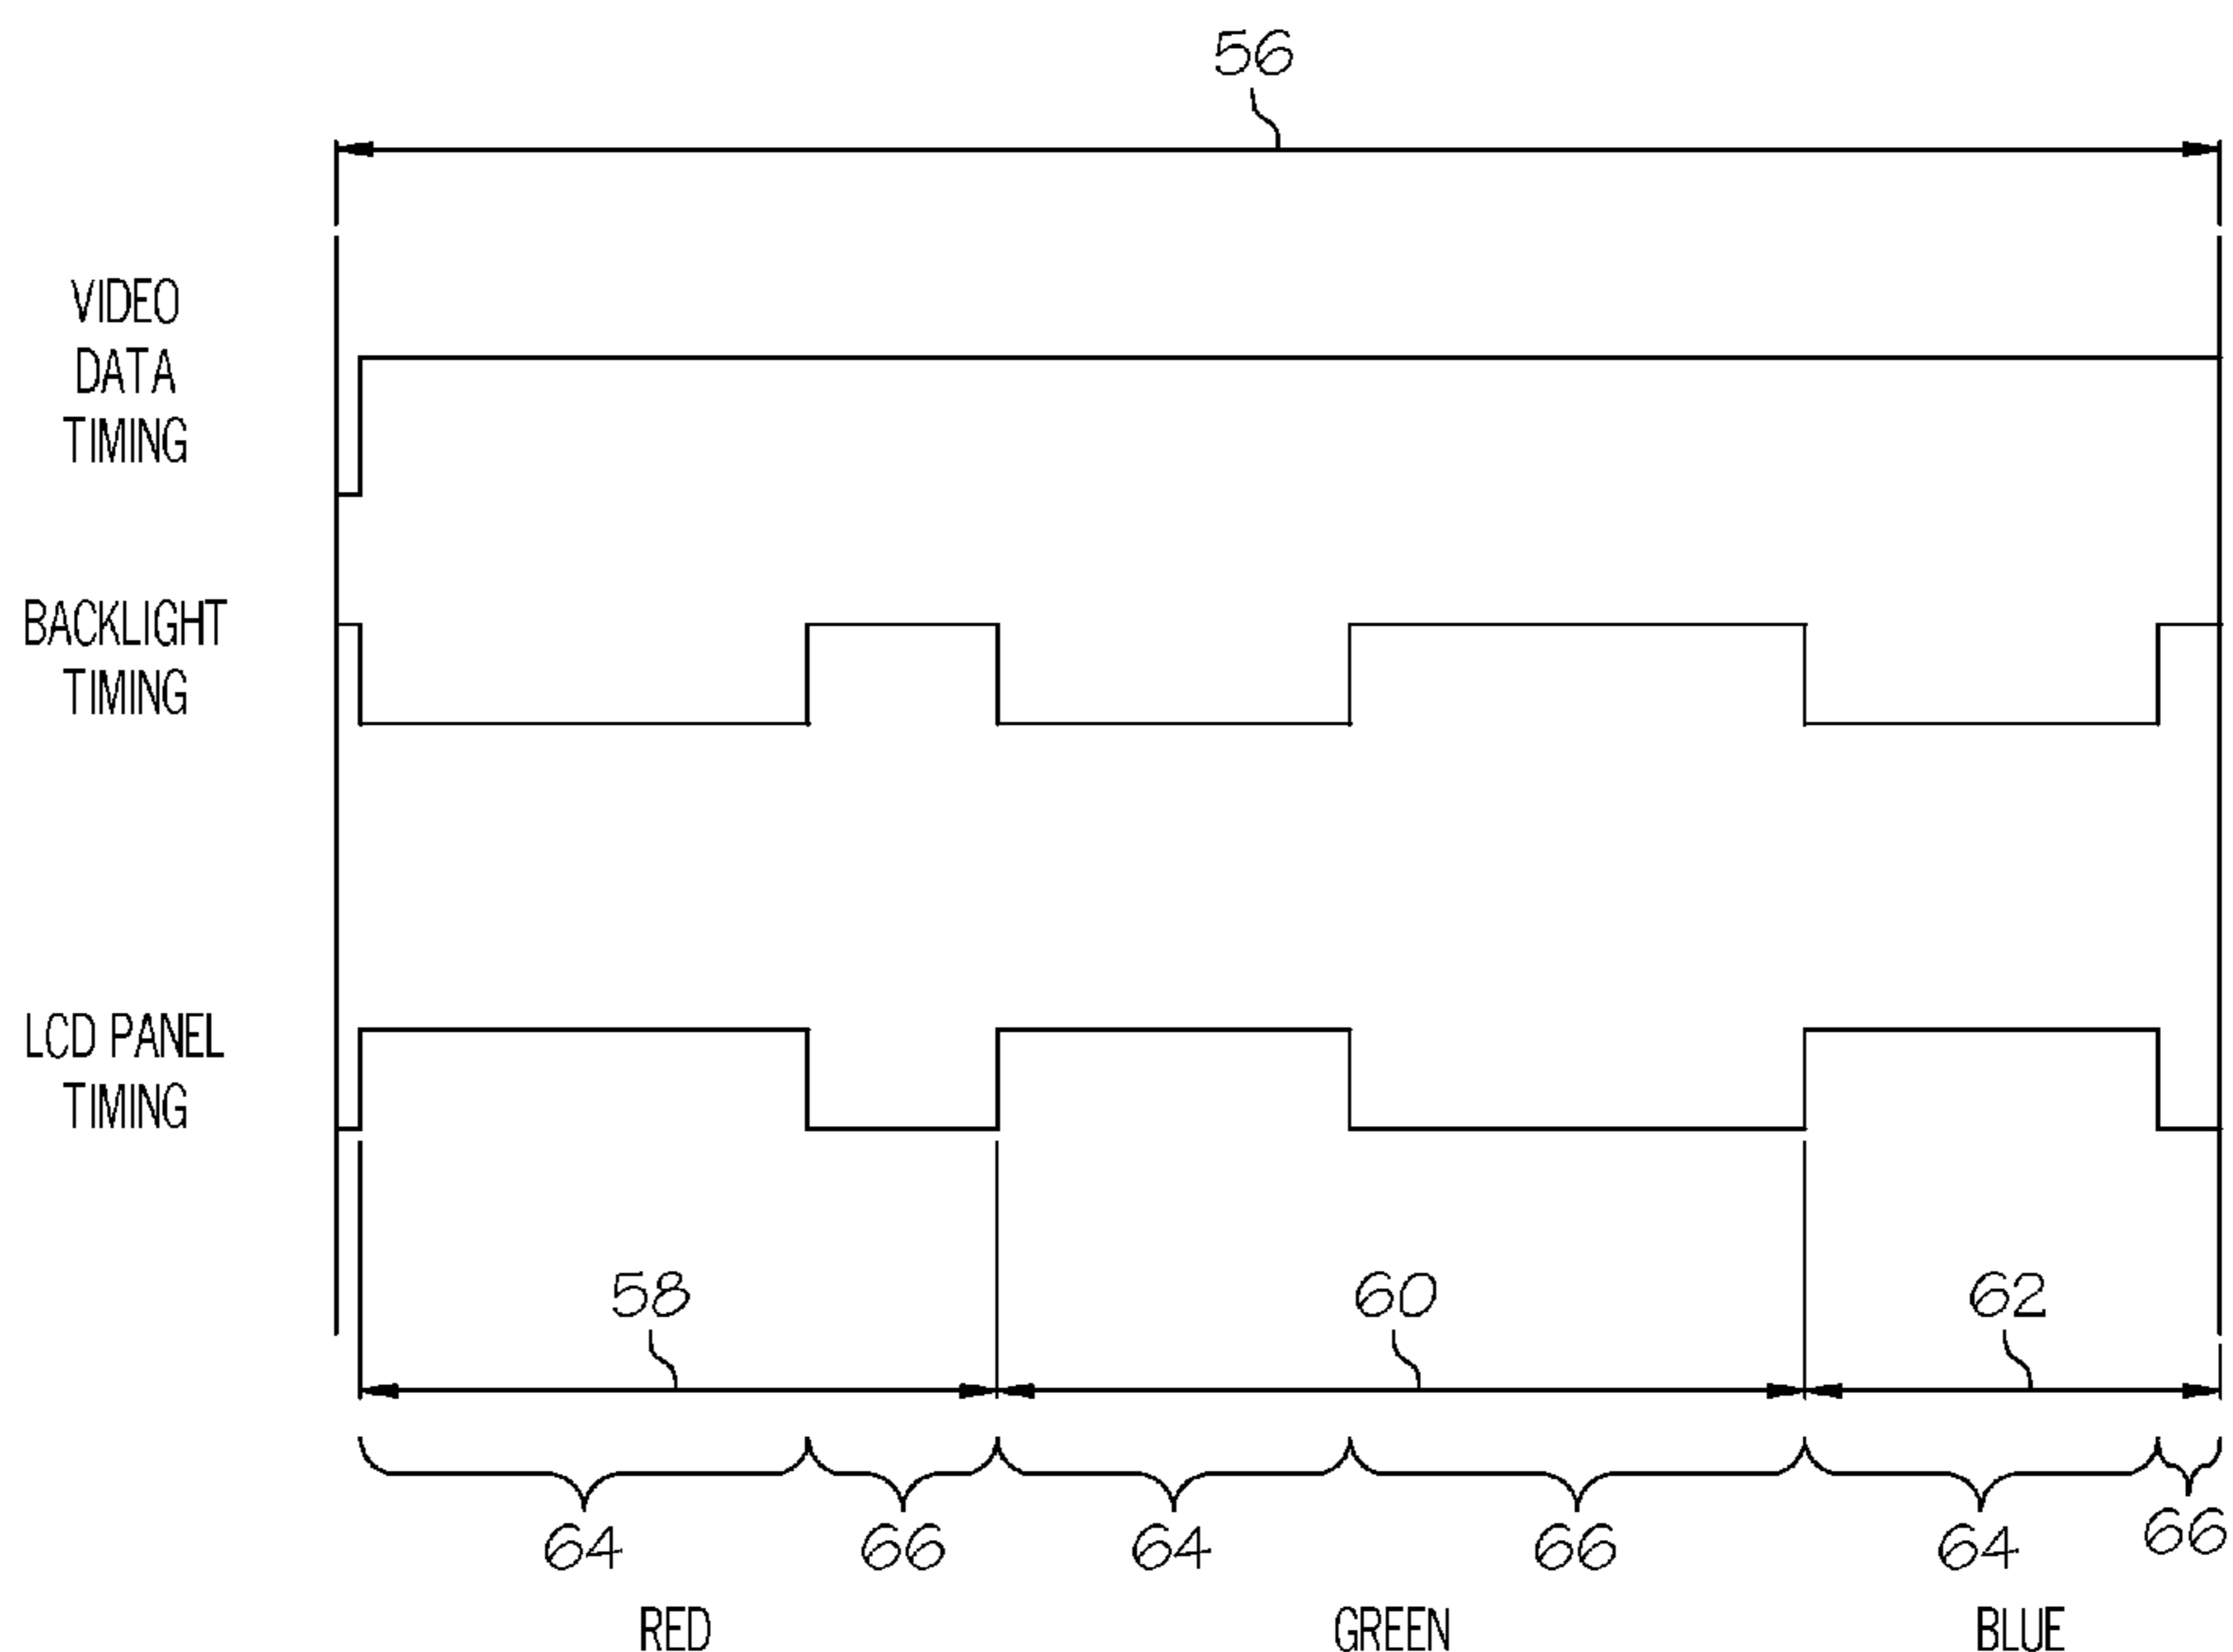 56
VIDEO
DATA
TIMING
BACKLIGHT
TIMING
LCD PANEL
TIMING
58 60 62
64 66 64 66 64 66
RED GREEN BLUE